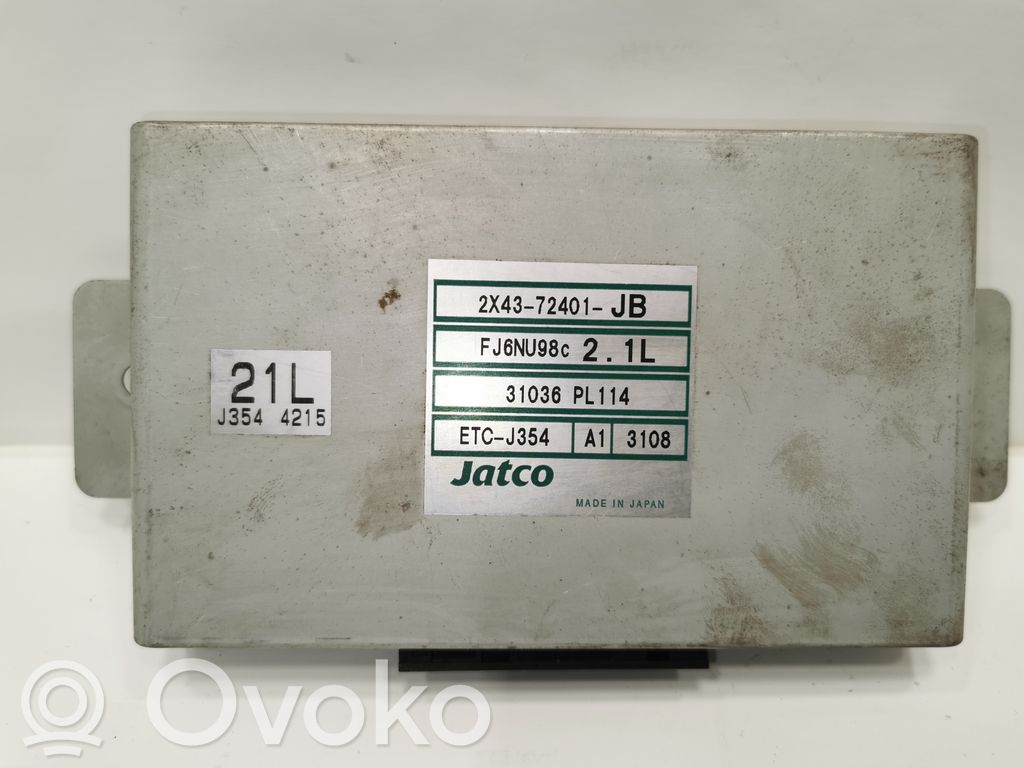 2X43-72401-JB
FJ6NU98c 2.1L
31036 PL114
ETC-J354 A1 3108
Jatco
MADE IN JAPAN
21L
J354 4215
Ovoko